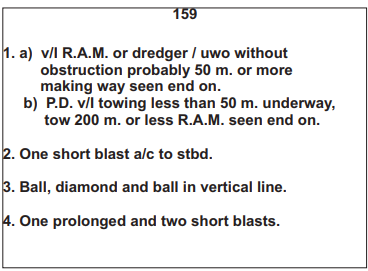 159
1. a) v/l R.A.M. or dredger / uwo without
obstruction probably 50 m. or more
making way seen end on.
b) P.D. v/l towing less than 50 m. underway,
tow 200 m. or less R.A.M. seen end on.
2. One short blast a/c to stbd.
3. Ball, diamond and ball in vertical line.
4. One prolonged and two short blasts.